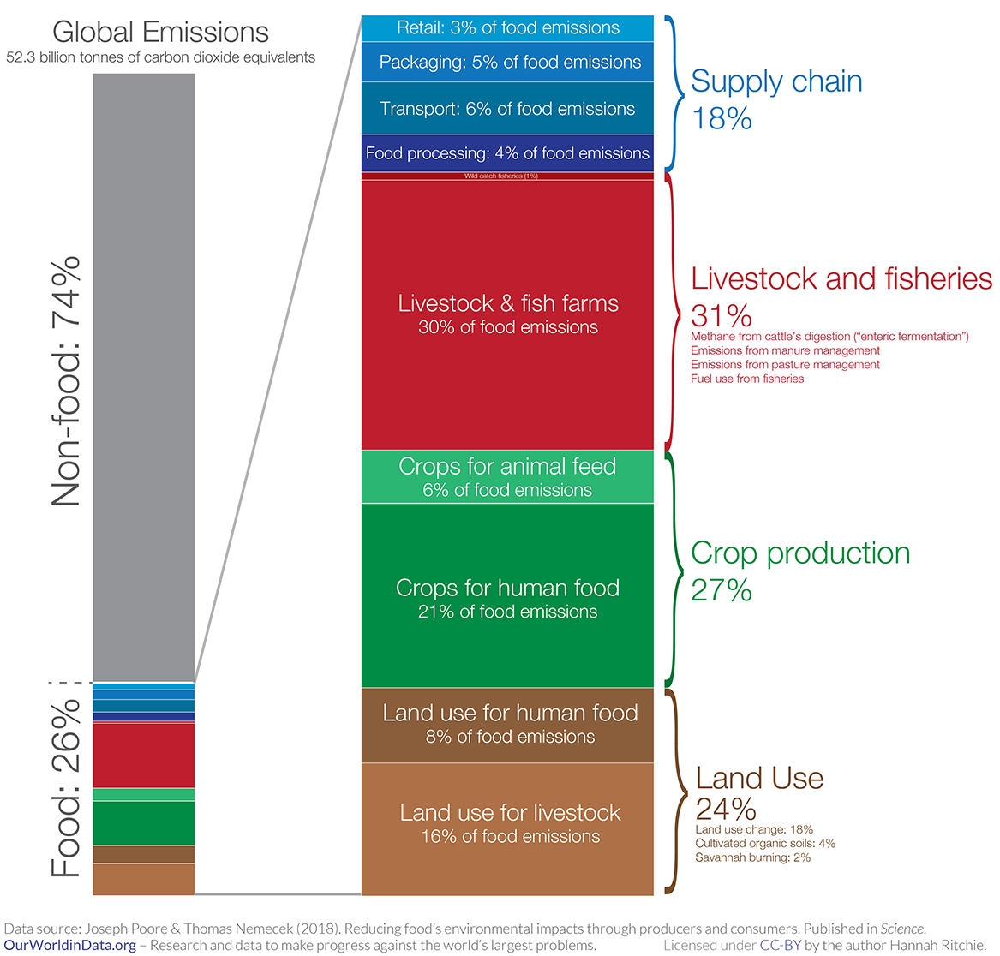 Global Emissions
52.3 billion tonnes of carbon dioxide equivalents
Non-food: 74%
Food: 26%
Retail: 3% of food emissions
Packaging: 5% of food emissions
Transport: 6% of food emissions
Food processing: 4% of food emissions
Supply chain
18%
Wild catch fisheries (1%)
Livestock & fish farms
30% of food emissions
Livestock and fisheries
31%
Methane from cattle's digestion ("enteric fermentation")
Emissions from manure management
Emissions from pasture management
Fuel use from fisheries
Crops for animal feed
6% of food emissions
Crops for human food
21% of food emissions
Crop production
27%
Land use for human food
8% of food emissions
Land use for livestock
16% of food emissions
Land Use
24%
Land use change: 18%
Cultivated organic soils: 4%
Savannah burning: 2%
Data source: Joseph Poore & Thomas Nemecek (2018). Reducing food's environmental impacts through producers and consumers. Published in Science.
OurWorldinData.org – Research and data to make progress against the world's largest problems.
Licensed under CC-BY by the author Hannah Ritchie.